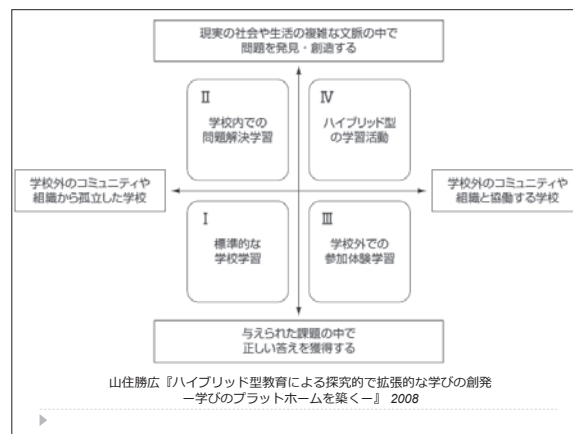 現実の社会や生活の複雑な文脈の中で
問題を発見・創造する
Ⅱ
学校内での
問題解決学習
Ⅳ
ハイブリッド型
の学習活動
学校外のコミュニティや
組織から孤立した学校
学校外のコミュニティや
組織と協働する学校
Ⅰ
標準的な
学校学習
Ⅲ
学校外での
参加体験学習
与えられた課題の中で
正しい答えを獲得する
山住勝広『ハイブリッド型教育による探究的で拡張的な学びの創発
ー学びのプラットホームを築くー』 2008